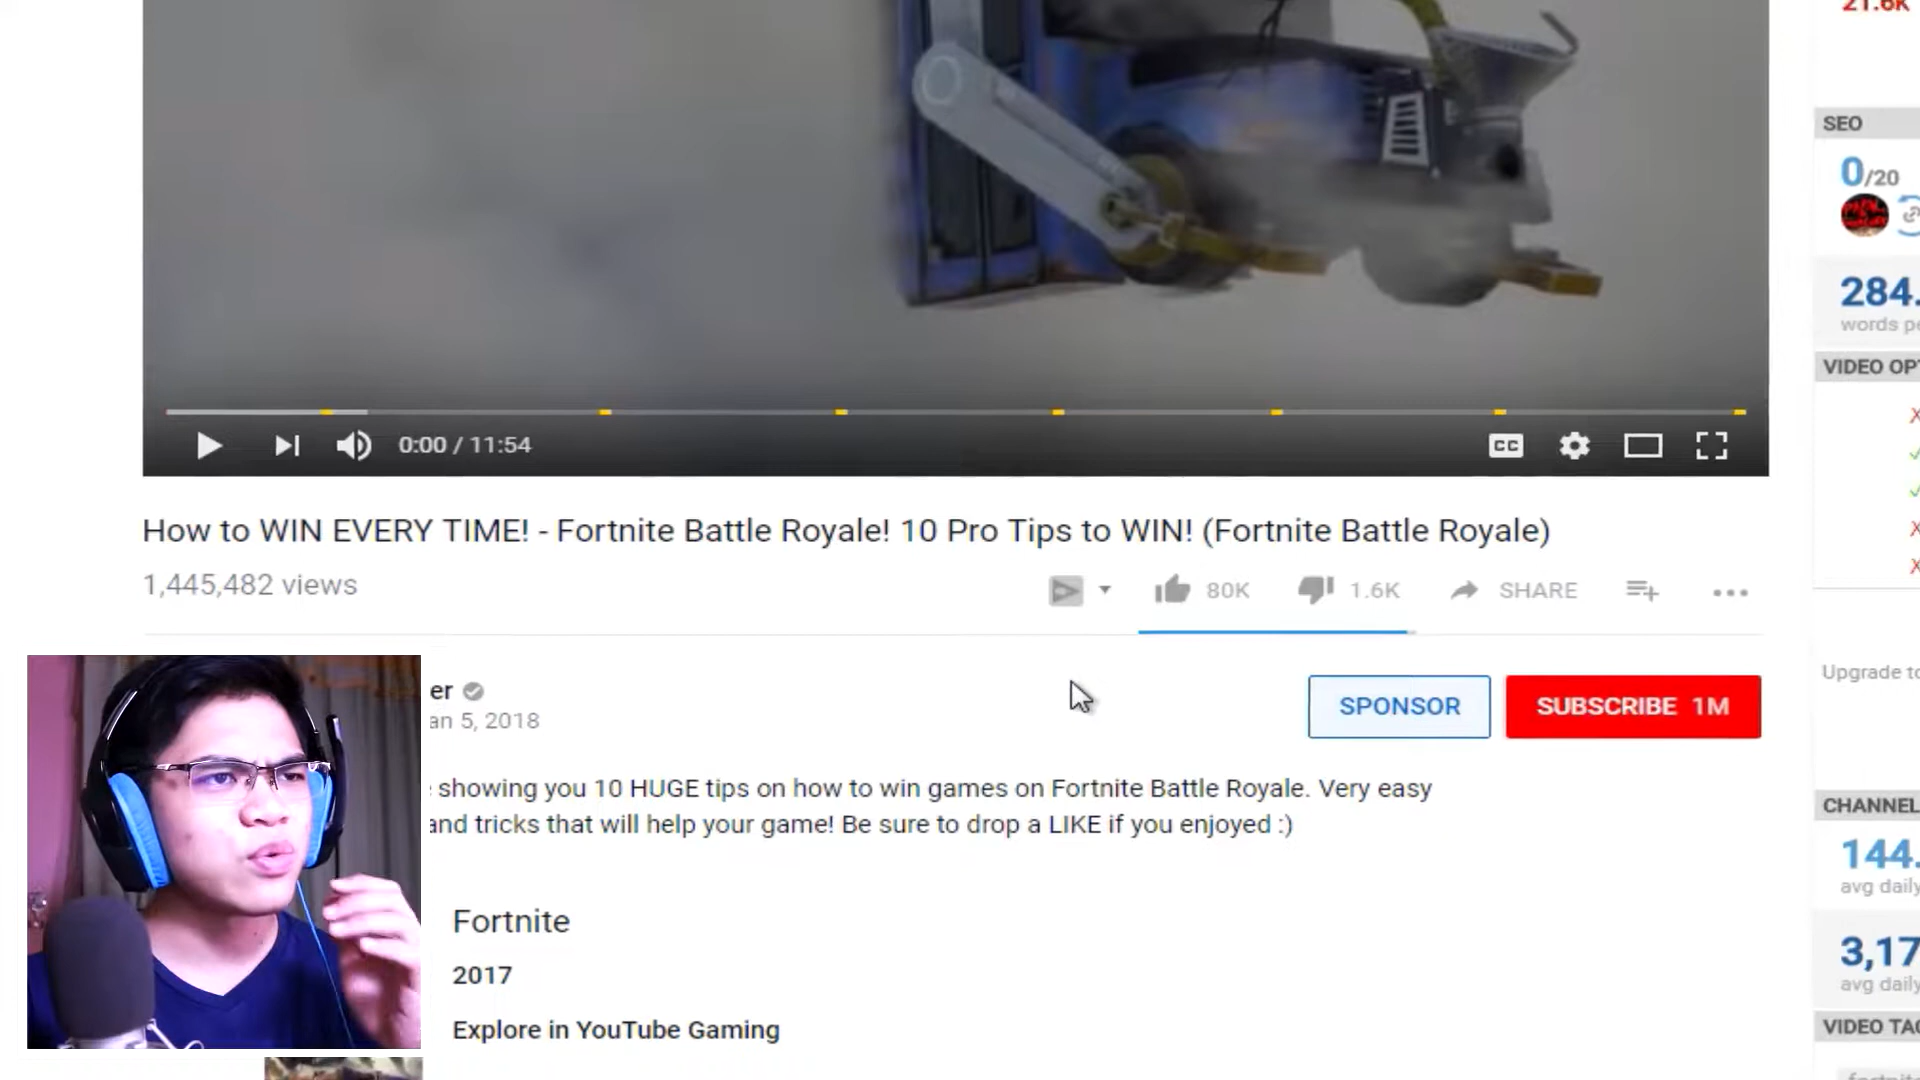 21.6K
SEO
0/20
284.
words pe
VIDEO OP
CC
0:00 / 11:54
How to WIN EVERY TIME! - Fortnite Battle Royale! 10 Pro Tips to WIN! (Fortnite Battle Royale)
1,445,482 views
80K
1.6K
SHARE
er
an 5, 2018
SPONSOR
SUBSCRIBE 1M
Upgrade to
showing you 10 HUGE tips on how to win games on Fortnite Battle Royale. Very easy
and tricks that will help your game! Be sure to drop a LIKE if you enjoyed :)
CHANNEL
144.
avg daily
Fortnite
2017
3,17
avg daily
Explore in YouTube Gaming
VIDEO TAG